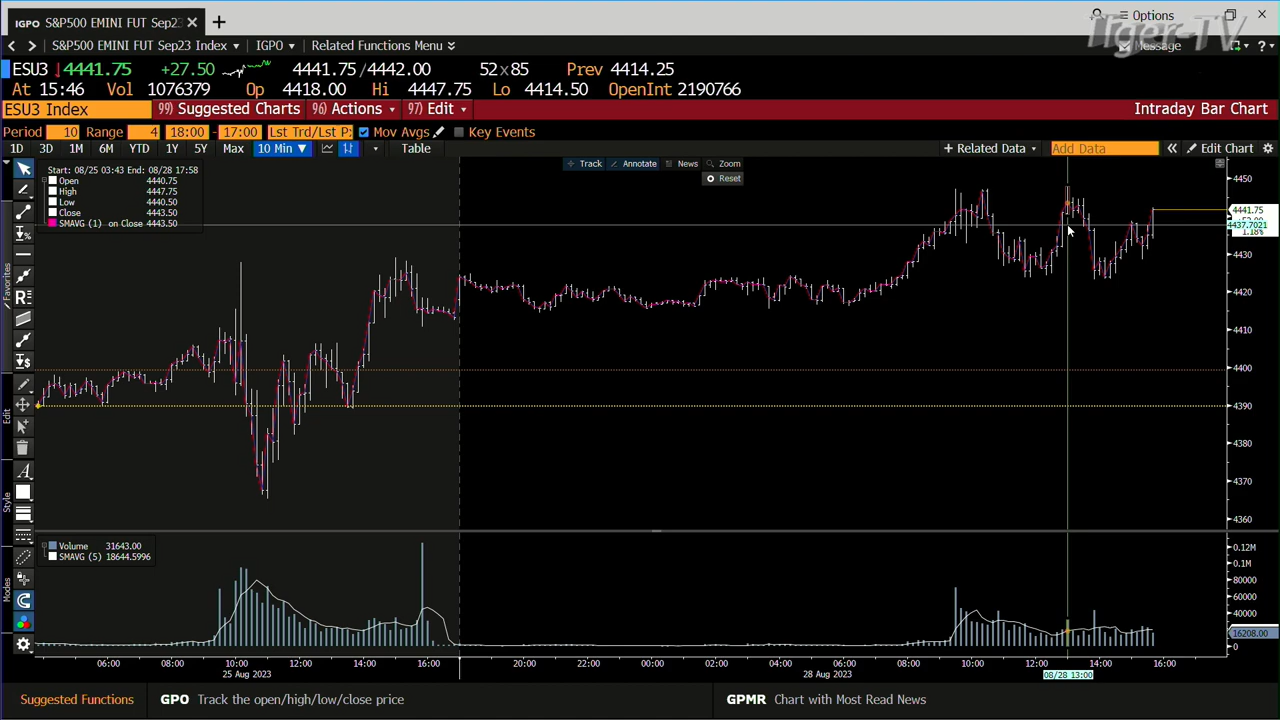 IGPO S&P500 EMINI FUT Sep23 × +
Options
Tiger-TV
S&P500 EMINI FUT Sep23 Index IGPO Related Functions Menu
Message ?
ESU3 ↓4441.75 +27.50 4441.75/4442.00 52x85 Prev 4414.25
At 15:46 Vol 1076379 Op 4418.00 Hi 4447.75 Lo 4414.50 OpenInt 2190766
ESU3 Index 99) Suggested Charts 96) Actions 97) Edit Intraday Bar Chart
Period 10 Range 4 18:00 - 17:00 Lst Trd/Lst P; Mov Avgs Key Events
1D 3D 1M 6M YTD 1Y 5Y Max 10 Min ▼ Table + Related Data Add Data « Edit Chart
Track Annotate News Zoom
Reset
Start: 08/25 03:43 End: 08/28 17:58
Open 4440.75
High 4447.75
Low 4440.50
Close 4443.50
SMAVG (1) on Close 4443.50
4450
4441.75
4437.7021
1.18%
4430
4420
4410
4400
4390
4380
4370
4360
Favorites
Edit
Style
Modes
Volume 31643.00
SMAVG (5) 18644.5996
0.12M
0.1M
80000
60000
40000
16208.00
0
06:00 08:00 10:00 12:00 14:00 16:00 20:00 22:00 00:00 02:00 04:00 06:00 08:00 10:00 12:00 14:00 16:00
25 Aug 2023 28 Aug 2023 08/28 13:00
Suggested Functions GPO Track the open/high/low/close price GPMR Chart with Most Read News